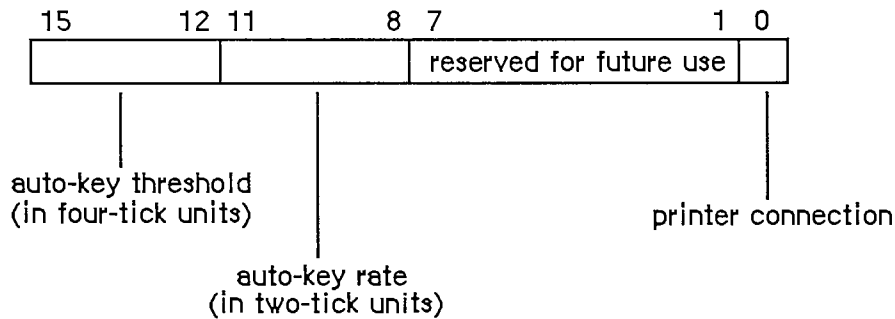 15 12 11 8 7 1 0
reserved for future use
auto-key threshold
(in four-tick units)
printer connection
auto-key rate
(in two-tick units)